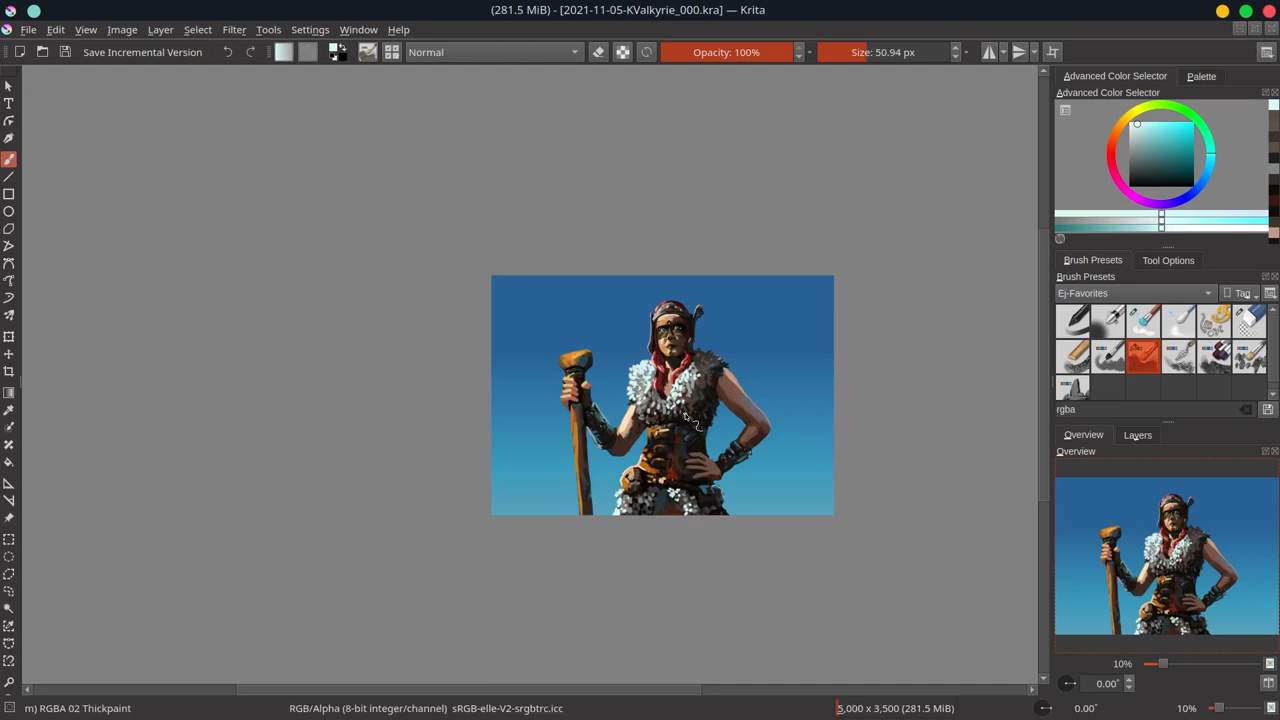 (281.5 MiB) - [2021-11-05-KValkyrie_000.kra] — Krita
File Edit View Image Layer Select Filter Tools Settings Window Help
Save Incremental Version Normal Opacity: 100% Size: 50.94 px
Advanced Color Selector Palette
Advanced Color Selector
Brush Presets Tool Options
Brush Presets
Ej-Favorites Tag
rgba
Overview Layers
Overview
10%
0.00°
m) RGBA 02 Thickpaint RGB/Alpha (8-bit integer/channel) sRGB-elle-V2-srgbtrc.icc 5,000 x 3,500 (281.5 MiB) 0.00° 10%